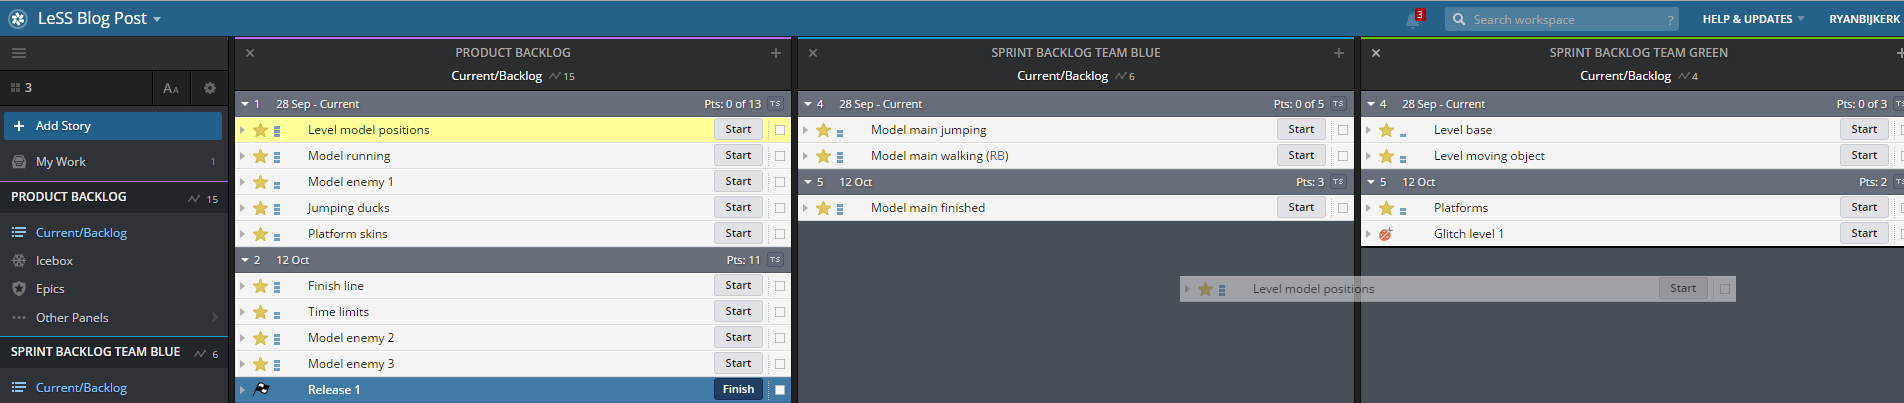 LeSS Blog Post
3
Search workspace
?
HELP & UPDATES
RYANBIJKERK
3
AA
Add Story
My Work 1
PRODUCT BACKLOG 15
Current/Backlog
Icebox
Epics
Other Panels
SPRINT BACKLOG TEAM BLUE 6
Current/Backlog
PRODUCT BACKLOG
Current/Backlog 15
1 28 Sep - Current Pts: 0 of 13 TS
Level model positions Start
Model running Start
Model enemy 1 Start
Jumping ducks Start
Platform skins Start
2 12 Oct Pts: 11 TS
Finish line Start
Time limits Start
Model enemy 2 Start
Model enemy 3 Start
Release 1 Finish
SPRINT BACKLOG TEAM BLUE
Current/Backlog 6
4 28 Sep - Current Pts: 0 of 5 TS
Model main jumping Start
Model main walking (RB) Start
5 12 Oct Pts: 3 TS
Model main finished Start
SPRINT BACKLOG TEAM GREEN
Current/Backlog 4
4 28 Sep - Current Pts: 0 of 3 TS
Level base Start
Level moving object Start
5 12 Oct Pts: 2 TS
Platforms Start
Glitch level 1 Start
Level model positions Start